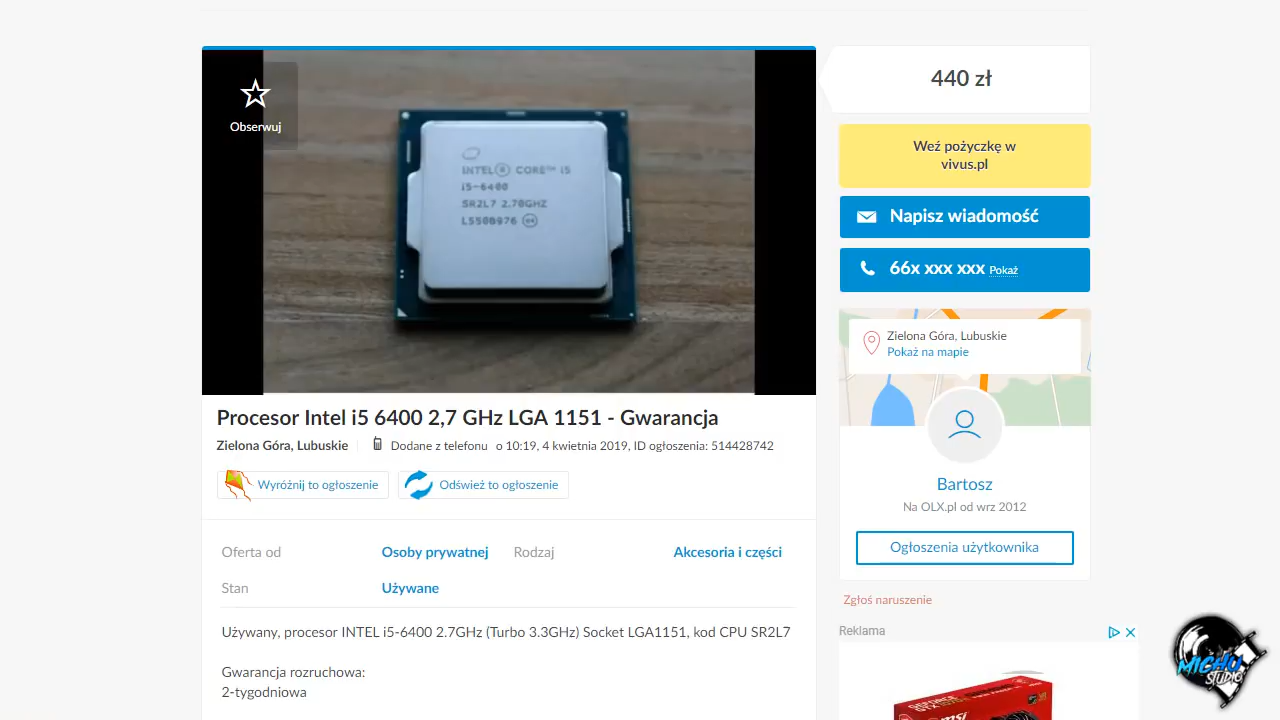 Obserwuj
INTEL® CORE™ i5
i5-6400
SR2L7 2.70GHZ
L550B976
440 zł
Weź pożyczkę w
vivus.pl
Napisz wiadomość
66x xxx xxx Pokaż
Zielona Góra, Lubuskie
Pokaż na mapie
Bartosz
Na OLX.pl od wrz 2012
Ogłoszenia użytkownika
Zgłoś naruszenie
Procesor Intel i5 6400 2,7 GHz LGA 1151 - Gwarancja
Zielona Góra, Lubuskie Dodane z telefonu o 10:19, 4 kwietnia 2019, ID ogłoszenia: 514428742
Wyróżnij to ogłoszenie Odśwież to ogłoszenie
Oferta od Osoby prywatnej Rodzaj Akcesoria i części
Stan Używane
Używany, procesor INTEL i5-6400 2.7GHz (Turbo 3.3GHz) Socket LGA1151, kod CPU SR2L7
Gwarancja rozruchowa:
2-tygodniowa
Reklama
msi
MICHU
STUDIO